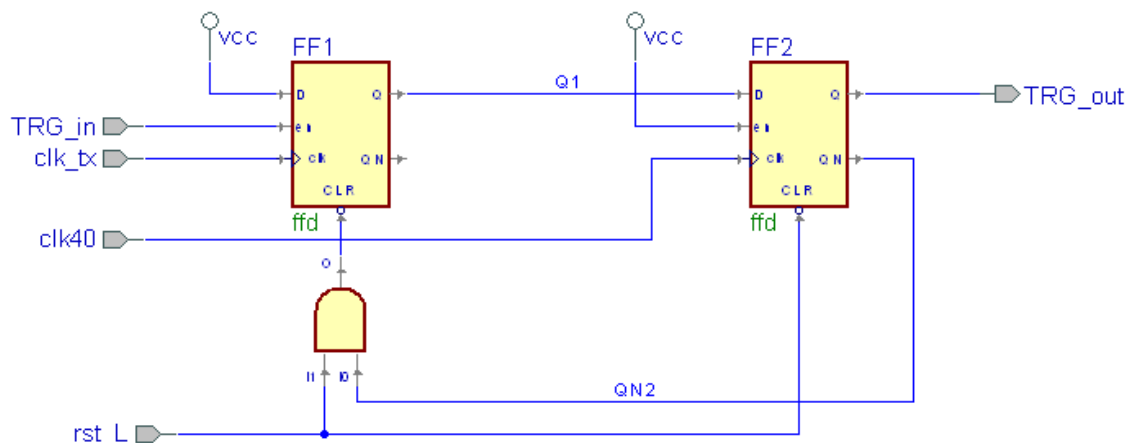 vcc
vcc
FF1
FF2
D
Q
Q1
D
Q
TRG_out
TRG_in
en
en
clk_tx
clk
QN
clk
QN
CLR
CLR
ffd
ffd
clk40
O
I1
I0
QN2
rst_L